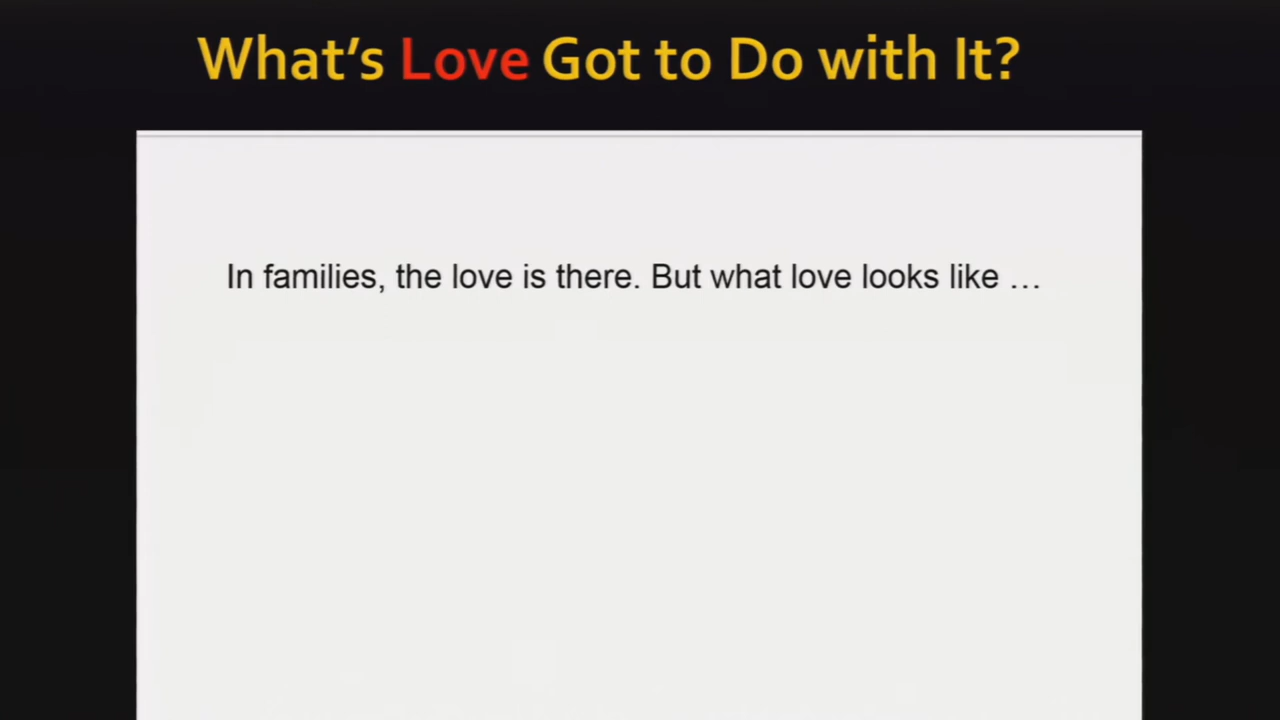 What’s Love Got to Do with It?
In families, the love is there. But what love looks like …